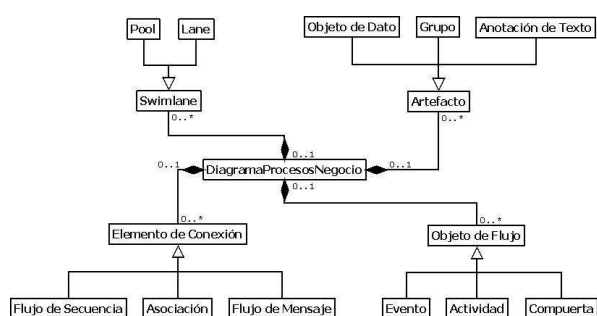 Pool
Lane
Objeto de Dato
Grupo
Anotación de Texto
Swimlane
Artefacto
0..*
0..*
0..1
0..1
DiagramaProcesosNegocio
0..1
0..1
0..*
0..*
Elemento de Conexión
Objeto de Flujo
Flujo de Secuencia
Asociación
Flujo de Mensaje
Evento
Actividad
Compuerta